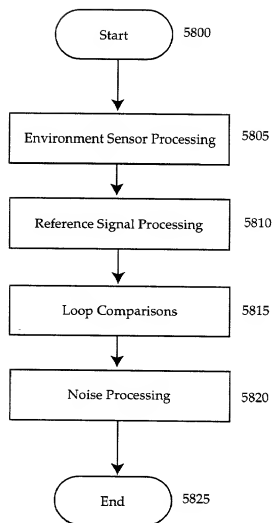 Start 5800
Environment Sensor Processing 5805
Reference Signal Processing 5810
Loop Comparisons 5815
Noise Processing 5820
End 5825